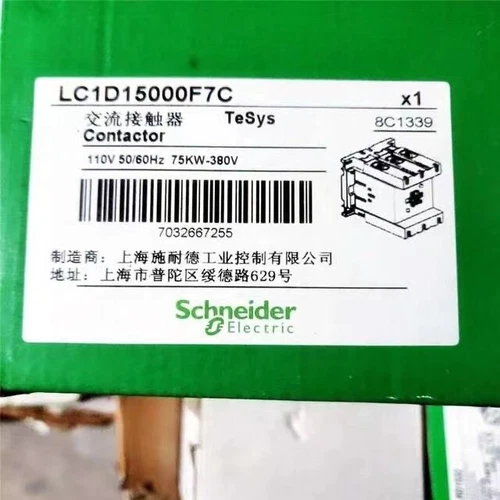 LC1D15000F7C x1
交流接触器 TeSys 8C1339
Contactor
110V 50/60Hz 75KW-380V
7032667255
制造商：上海施耐德工业控制有限公司
地址：上海市普陀区绥德路629号
Schneider
Electric